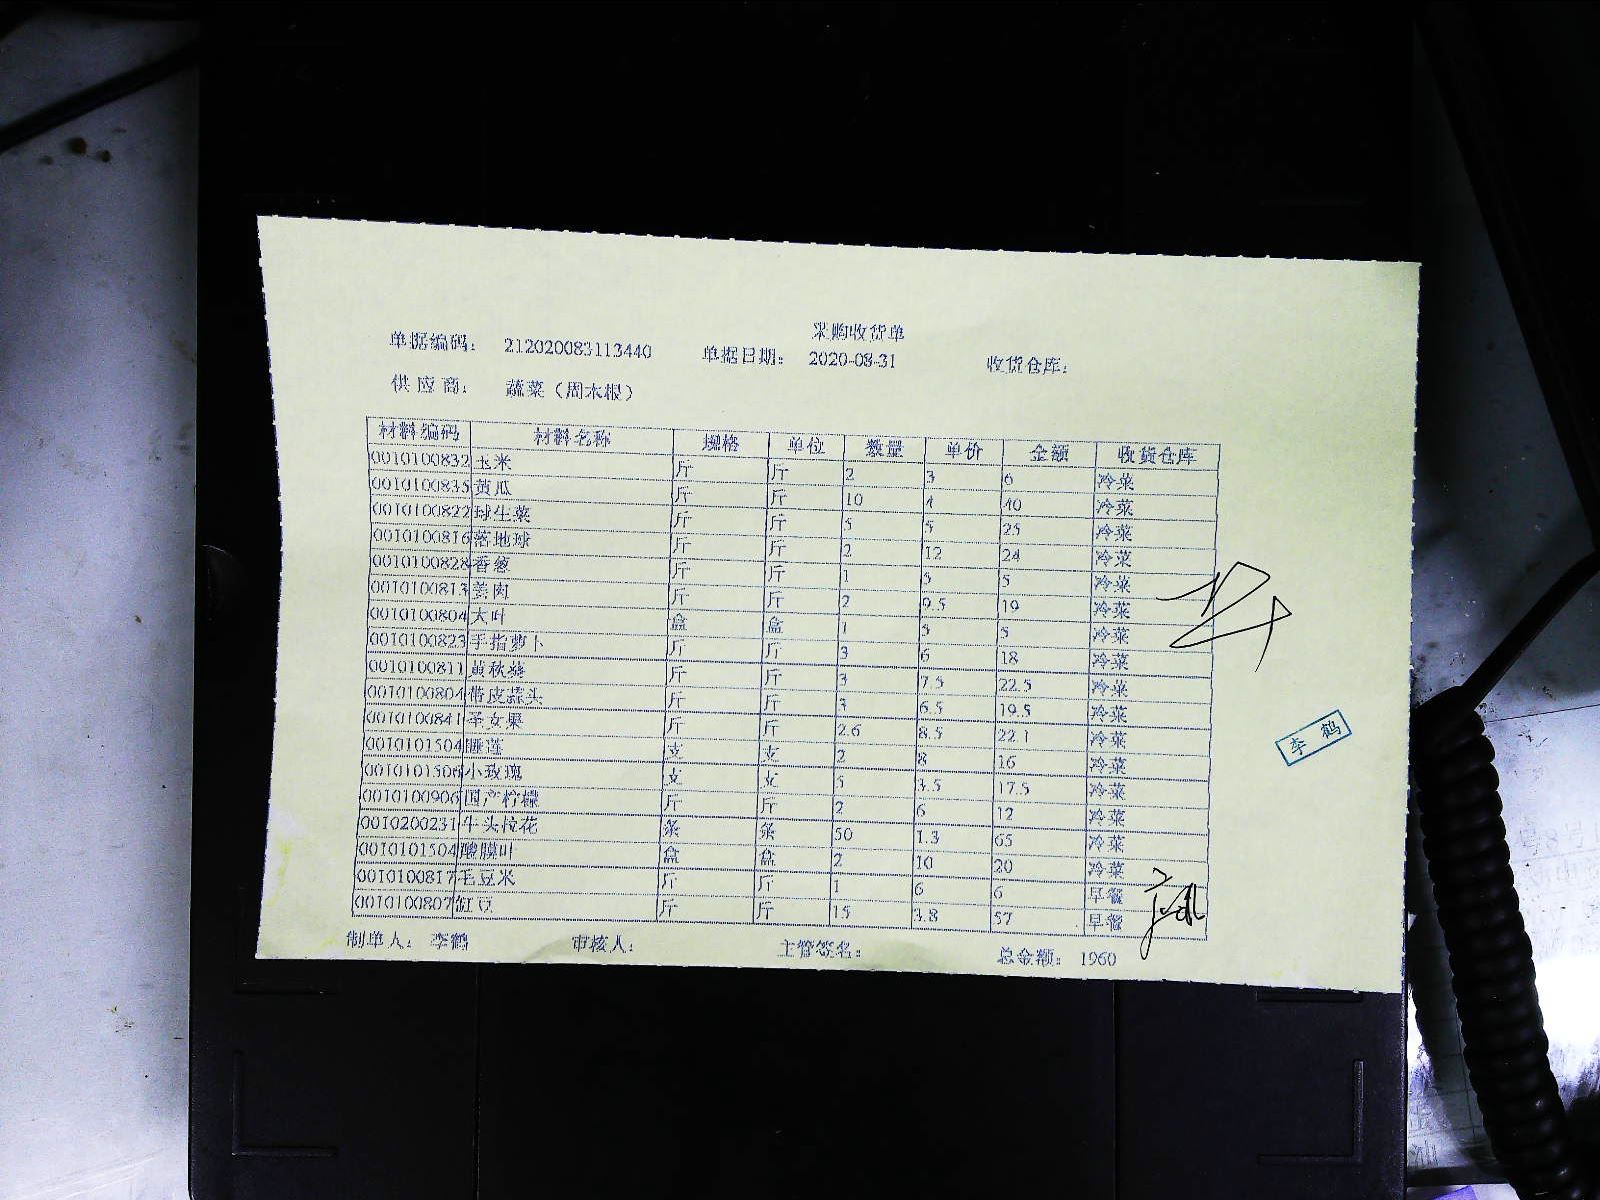 采购收货单
单据编码： 212020083113440 单据日期： 2020-08-31 收货仓库：
供应商： 蔬菜（周木根）
材料编码 材料名称 规格 单位 数量 单价 金额 收货仓库
0010100832 玉米 斤 斤 2 3 6 冷菜
0010100835 黄瓜 斤 斤 10 4 40 冷菜
0010100822 球生菜 斤 斤 5 5 25 冷菜
0010100816 落地球 斤 斤 2 12 24 冷菜
0010100828 香葱 斤 斤 1 5 5 冷菜
0010100813 姜肉 斤 斤 2 9.5 19 冷菜
0010100804 大叶 盒 盒 1 5 5 冷菜
0010100823 手指萝卜 斤 斤 3 6 18 冷菜
0010100811 黄秋葵 斤 斤 3 7.5 22.5 冷菜
0010100804 带皮蒜头 斤 斤 3 6.5 19.5 冷菜
0010100841 圣女果 斤 斤 2.6 8.5 22.1 冷菜
0010101504 睡莲 支 支 2 8 16 冷菜
0010101506 小玫瑰 支 支 5 3.5 17.5 冷菜
0010100906 国产柠檬 斤 斤 2 6 12 冷菜
0010200231 牛头拉花 条 条 50 1.3 65 冷菜
0010101504 酸膜叶 盒 盒 2 10 20 冷菜
0010100817 毛豆米 斤 斤 1 6 6 早餐
0010100807 豇豆 斤 斤 15 3.8 57 早餐
制单人： 李鹤 审核人： 主管签名： 总金额： 1960
李鹤